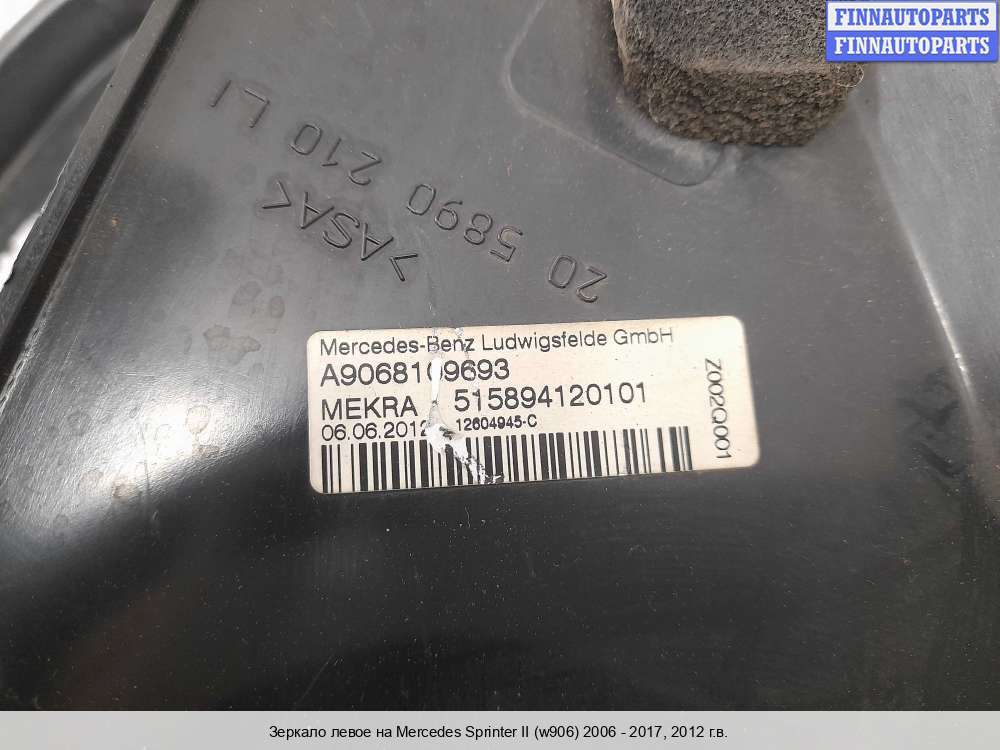 FINNAUTOPARTS
FINNAUTOPARTS
20 5890 210 LI
>ASA<
Mercedes-Benz Ludwigsfelde GmbH
A9068109693
MEKRA 515894120101
06.06.2012 12604945-C
Z002Q001
Зеркало левое на Mercedes Sprinter II (w906) 2006 - 2017, 2012 г.в.